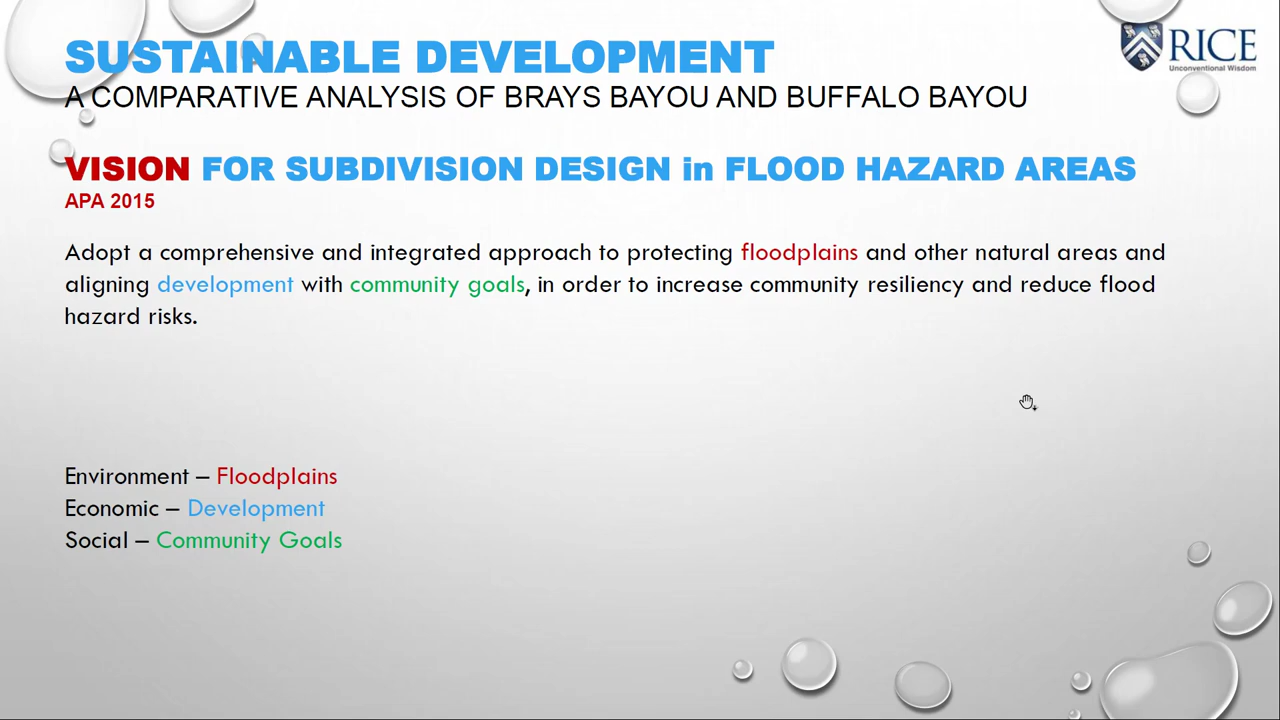 SUSTAINABLE DEVELOPMENT
A COMPARATIVE ANALYSIS OF BRAYS BAYOU AND BUFFALO BAYOU
RICE
Unconventional Wisdom
VISION FOR SUBDIVISION DESIGN in FLOOD HAZARD AREAS
APA 2015
Adopt a comprehensive and integrated approach to protecting floodplains and other natural areas and
aligning development with community goals, in order to increase community resiliency and reduce flood
hazard risks.
Environment – Floodplains
Economic – Development
Social – Community Goals